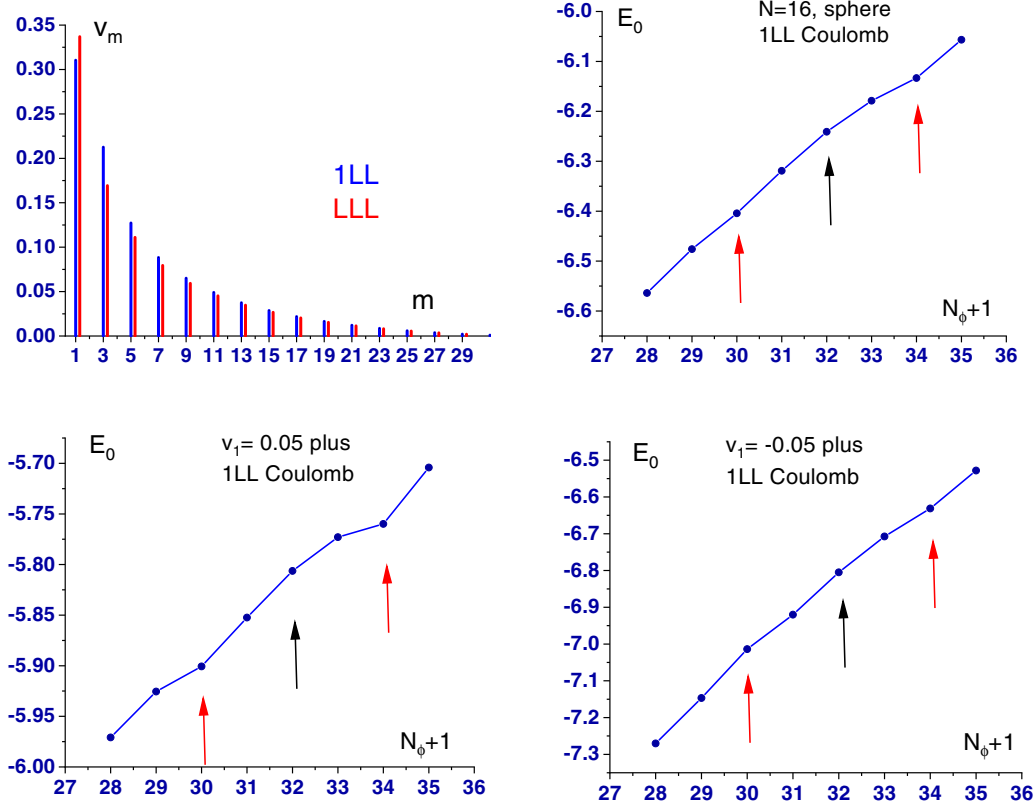 v_m
0.35
0.30
0.25
0.20
0.15
0.10
0.05
0.00
1LL
LLL
m
1 3 5 7 9 11 13 15 17 19 21 23 25 27 29
E_0
N=16, sphere
1LL Coulomb
-6.0
-6.1
-6.2
-6.3
-6.4
-6.5
-6.6
N_ϕ+1
27 28 29 30 31 32 33 34 35 36
E_0
v_1= 0.05 plus
1LL Coulomb
-5.70
-5.75
-5.80
-5.85
-5.90
-5.95
-6.00
N_ϕ+1
27 28 29 30 31 32 33 34 35 36
E_0
v_1= -0.05 plus
1LL Coulomb
-6.5
-6.6
-6.7
-6.8
-6.9
-7.0
-7.1
-7.2
-7.3
N_ϕ+1
27 28 29 30 31 32 33 34 35 36